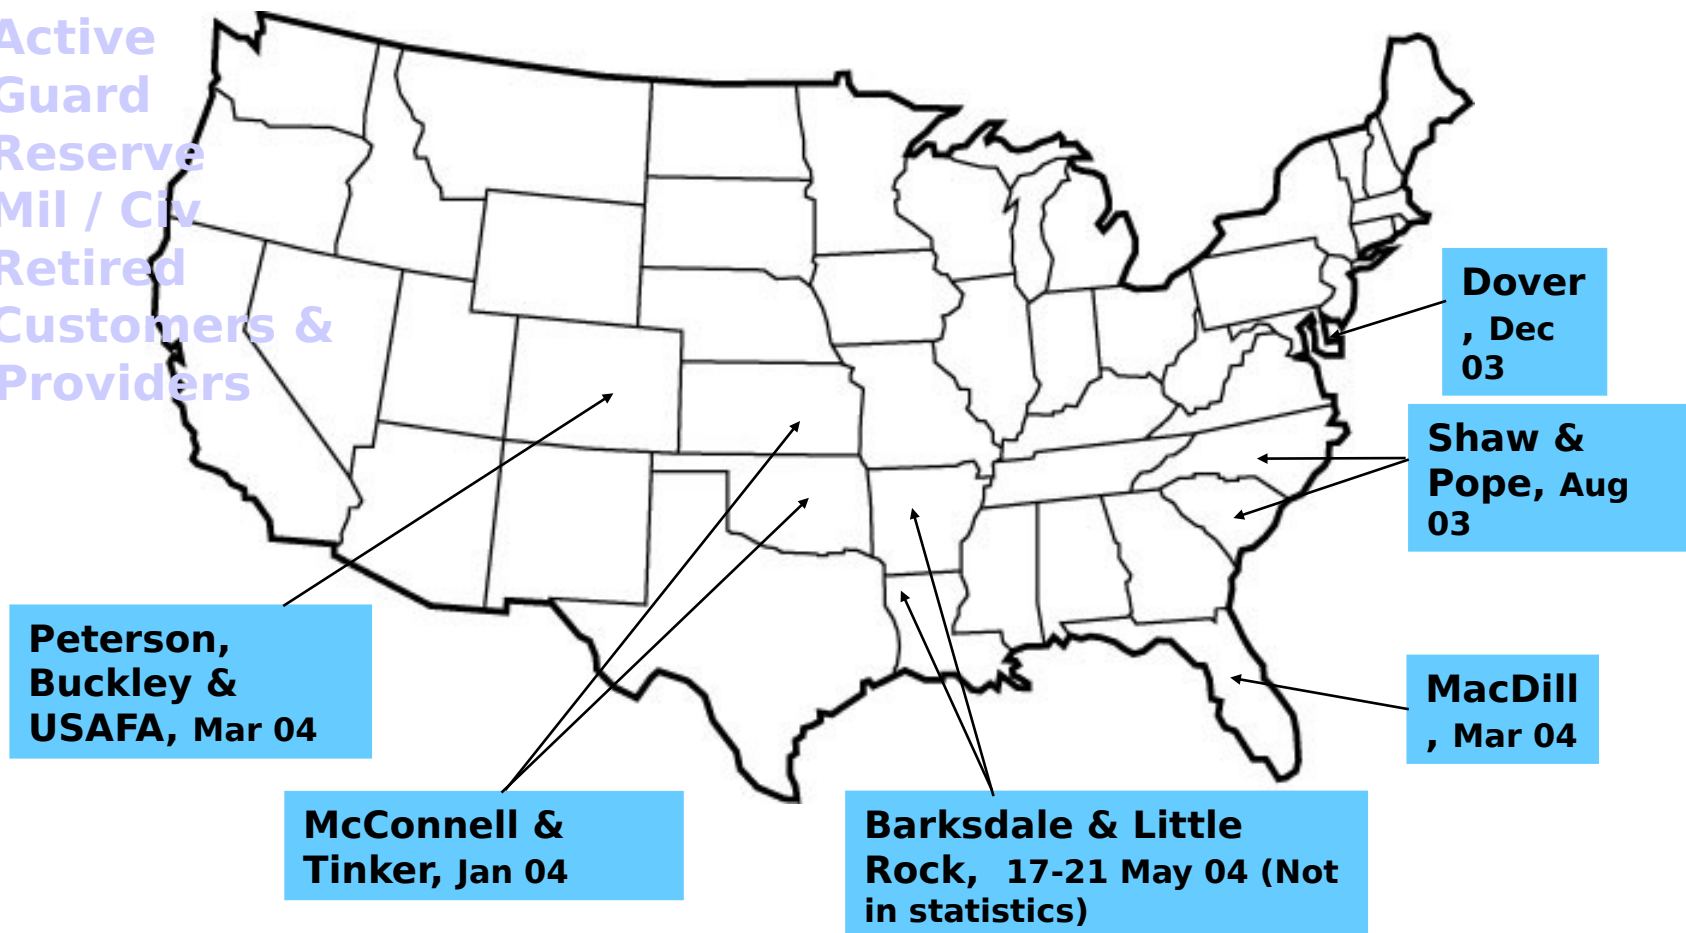 Active
Guard
Reserve
Mil / Civ
Retired
Customers &
Providers
Dover
, Dec
03
Shaw &
Pope, Aug
03
Peterson,
Buckley &
USAFA, Mar 04
MacDill
, Mar 04
McConnell &
Tinker, Jan 04
Barksdale & Little
Rock,  17-21 May 04 (Not
in statistics)